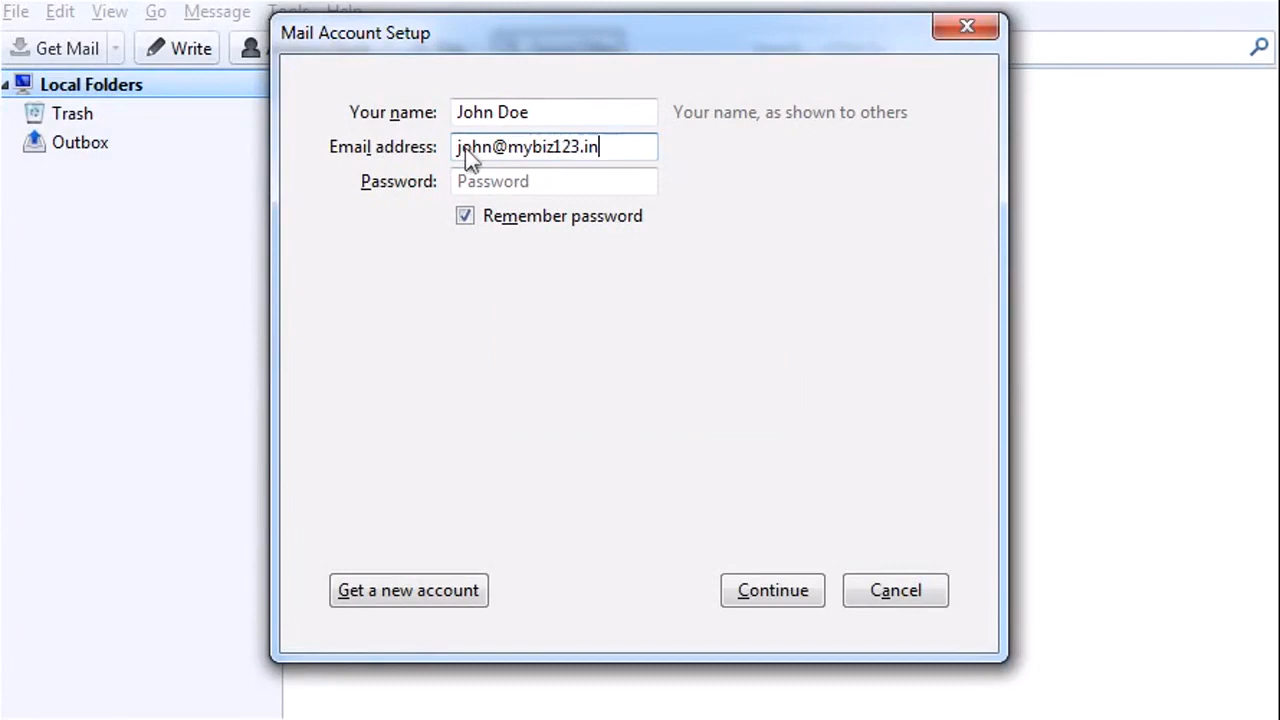 File Edit View Go Message Tools Help
Mail Account Setup
Get Mail Write
Local Folders
Trash
Outbox
Your name: John Doe Your name, as shown to others
Email address: john@mybiz123.in
Password: Password
Remember password
Get a new account Continue Cancel